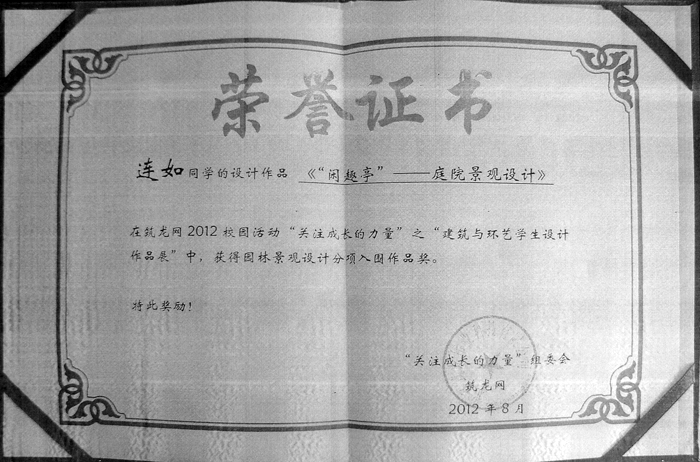 荣誉证书
连如同学的设计作品 《“闲趣亭”——庭院景观设计》
在筑龙网2012校园活动“关注成长的力量”之“建筑与环艺学生设计
作品展”中，获得园林景观设计分项入围作品奖。
特此奖励！
“关注成长的力量”组委会
筑龙网
2012年8月